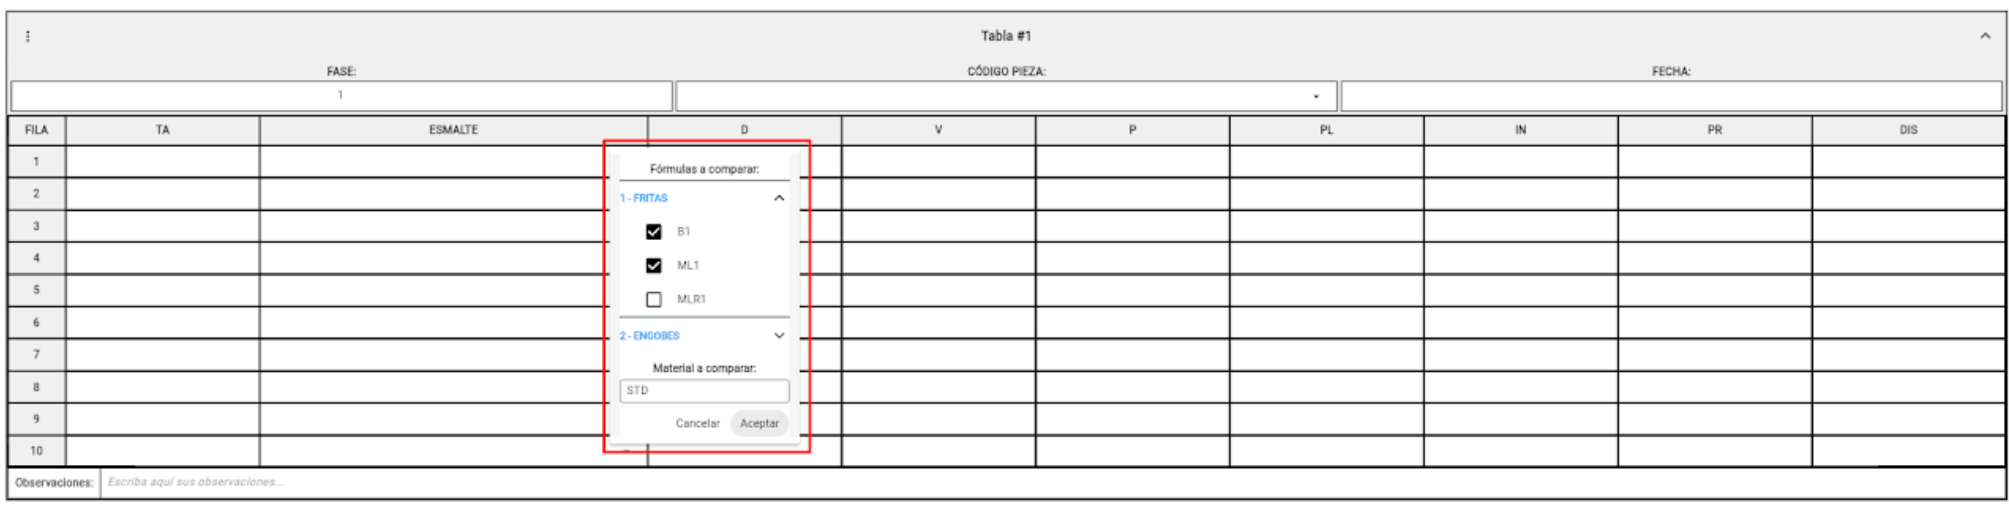 Tabla #1
FASE: CÓDIGO PIEZA: FECHA:
1
FILA TA ESMALTE D V P PL IN PR DIS
1
Fórmulas a comparar:
2
1 - FRITAS
3
B1
4
ML1
5
MLR1
6
2 - ENGOBES
7
Material a comparar:
8
STD
9
Cancelar Aceptar
10
Observaciones: Escriba aquí sus observaciones...